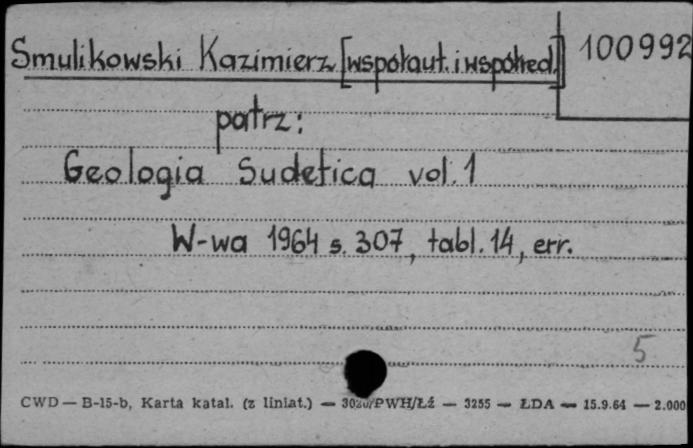 Smulikowski Kazimierz [współaut. i współred.] 100992
patrz:
Geologia Sudetica vol. 1
W-wa 1964 s. 307, tabl. 14, err.
5
CWD — B-15-b, Karta katal. (z liniat.) — 3020/PWH/Łź — 3255 — ŁDA — 15.9.64 — 2.000